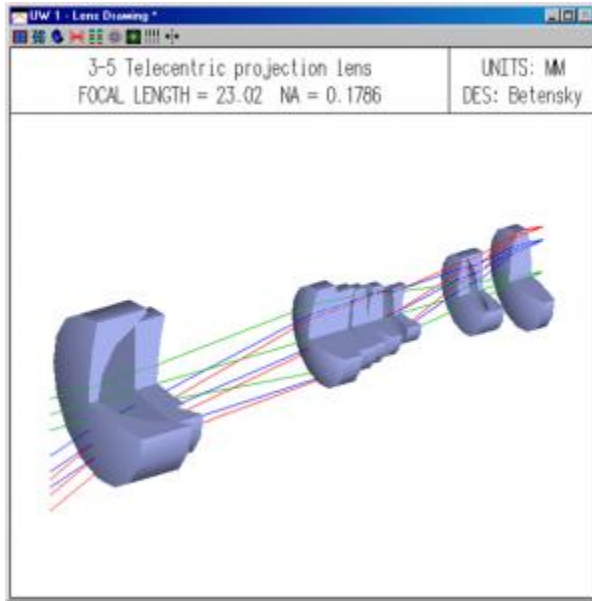 UW 1 - Lens Drawing *
3-5 Telecentric projection lens
FOCAL LENGTH = 23.02 NA = 0.1786
UNITS: MM
DES: Betensky